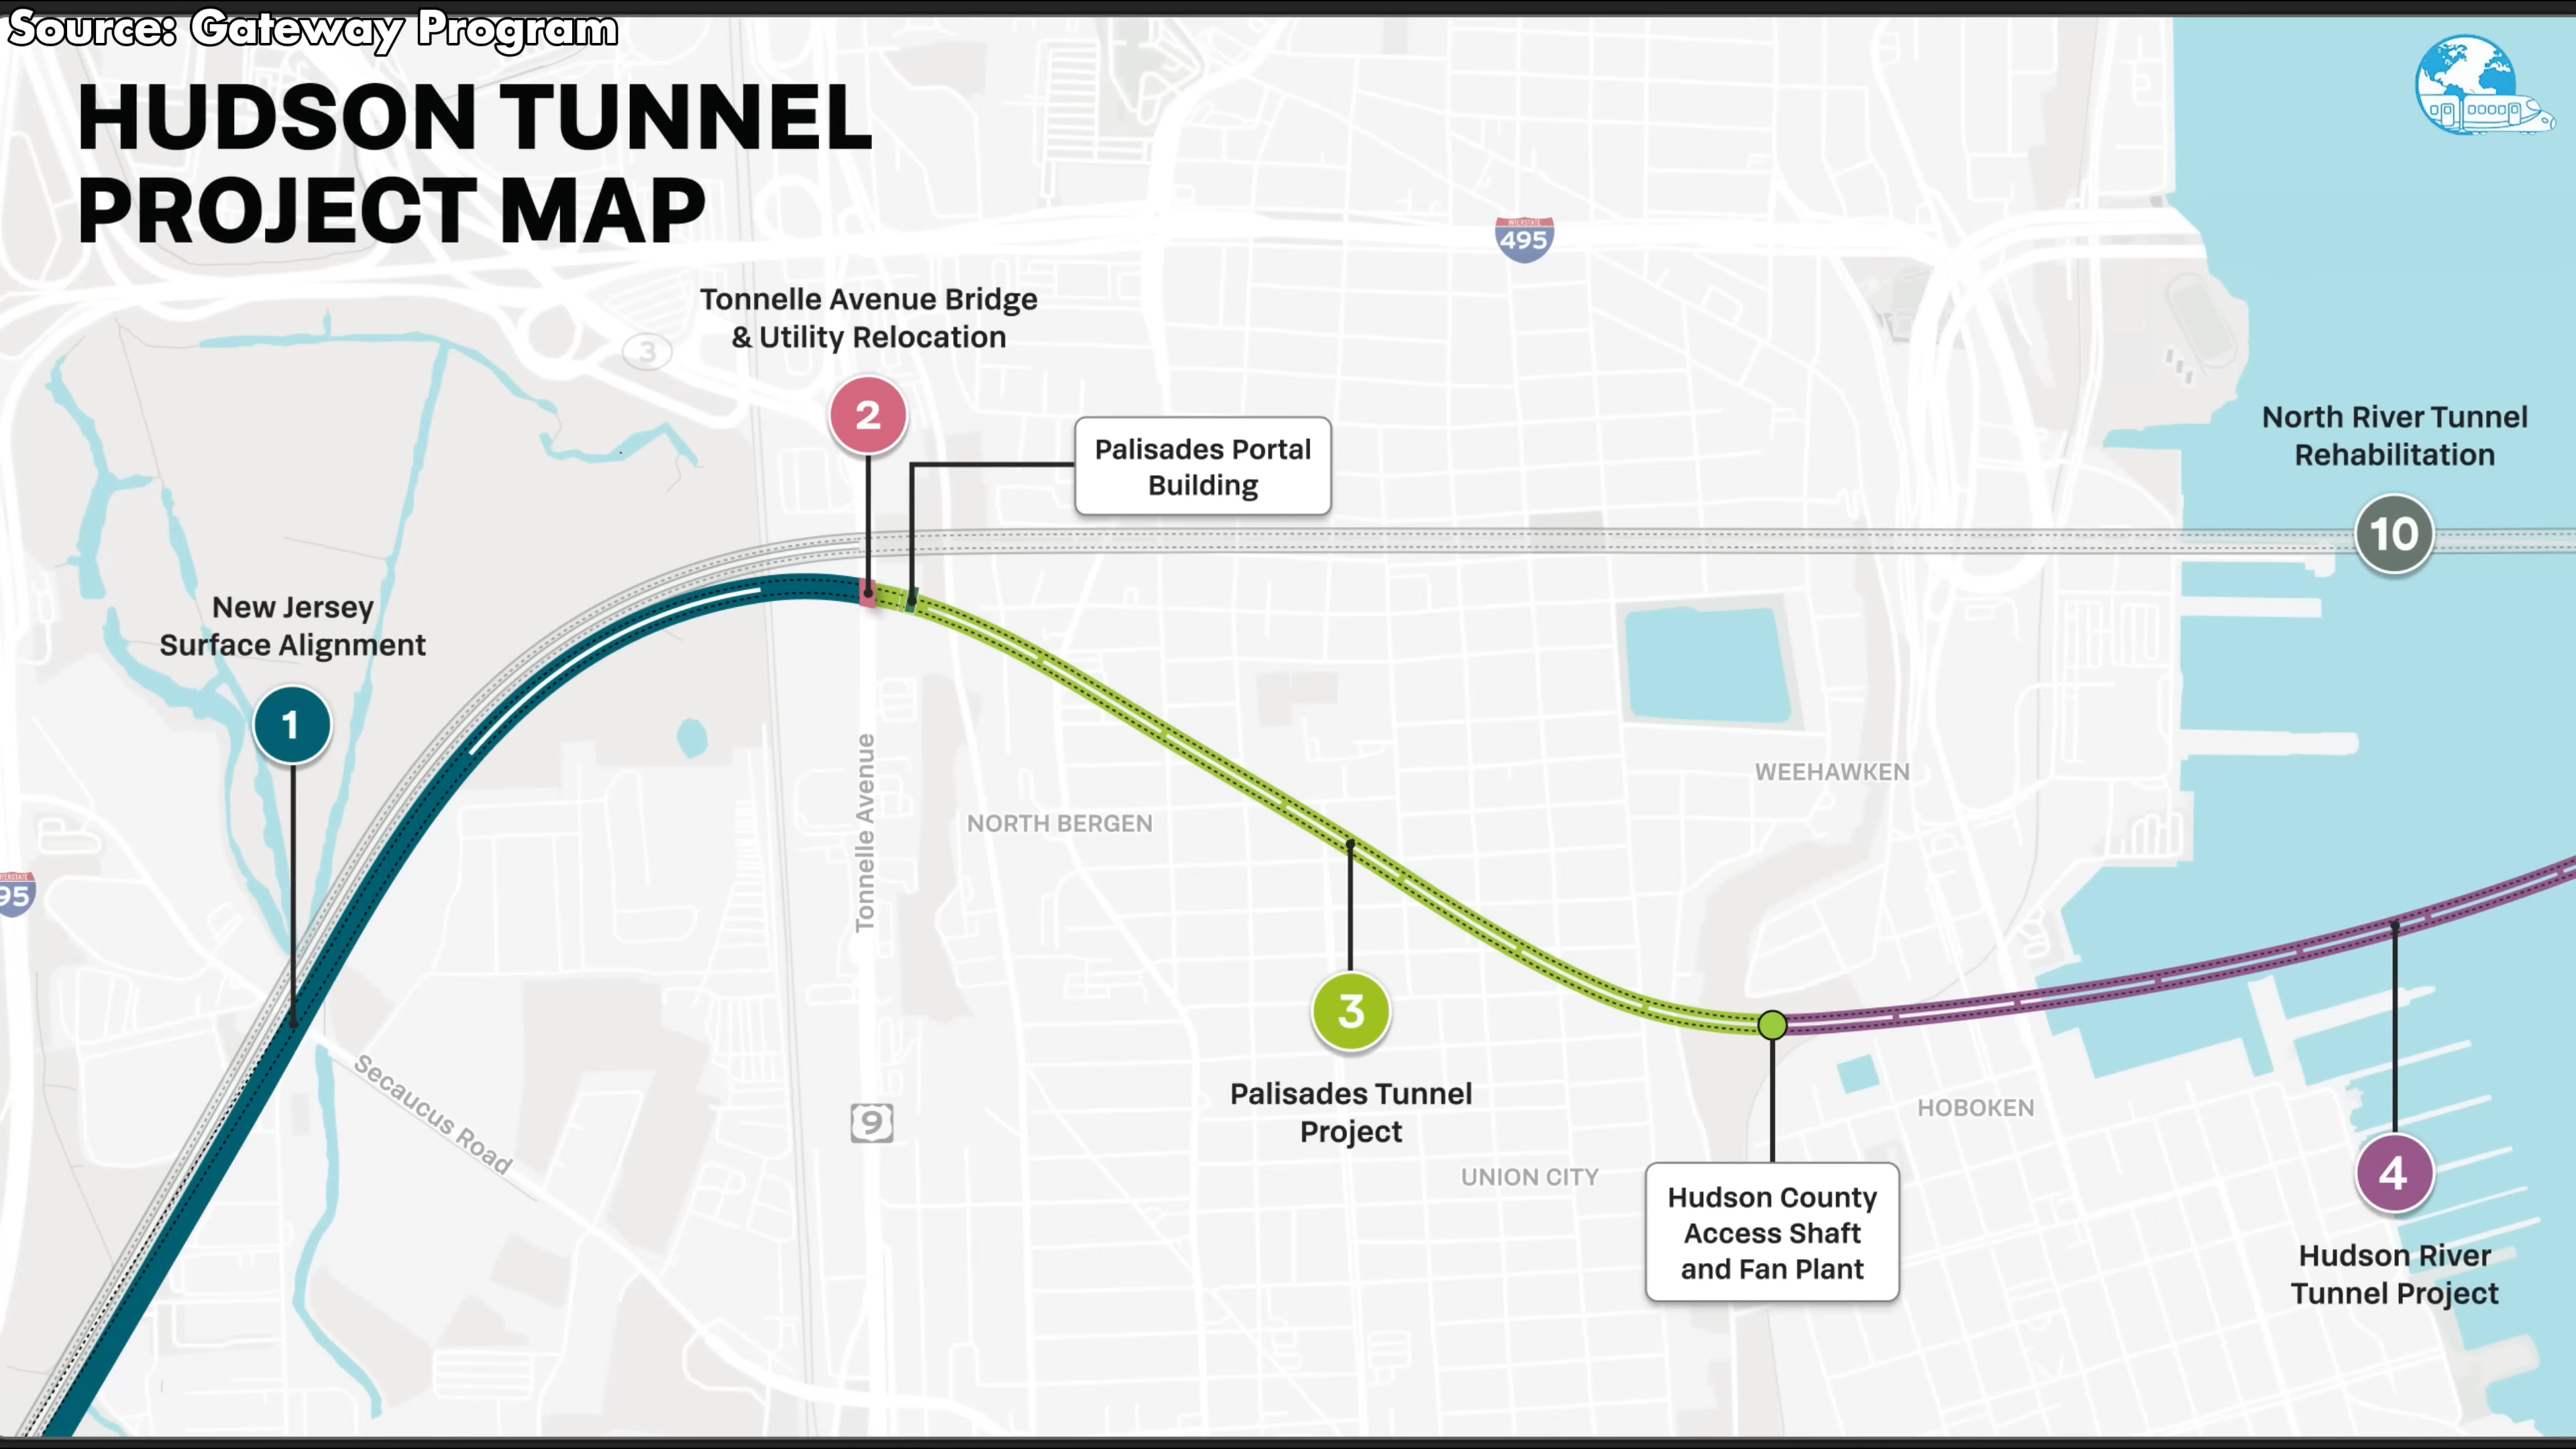 Source: Gateway Program
HUDSON TUNNEL
PROJECT MAP
INTERSTATE
495
Tonnelle Avenue Bridge
& Utility Relocation
3
2
Palisades Portal
Building
North River Tunnel
Rehabilitation
10
New Jersey
Surface Alignment
1
Tonnelle Avenue
WEEHAWKEN
NORTH BERGEN
95
3
Palisades Tunnel
Project
Secaucus Road
9
HOBOKEN
UNION CITY
Hudson County
Access Shaft
and Fan Plant
4
Hudson River
Tunnel Project